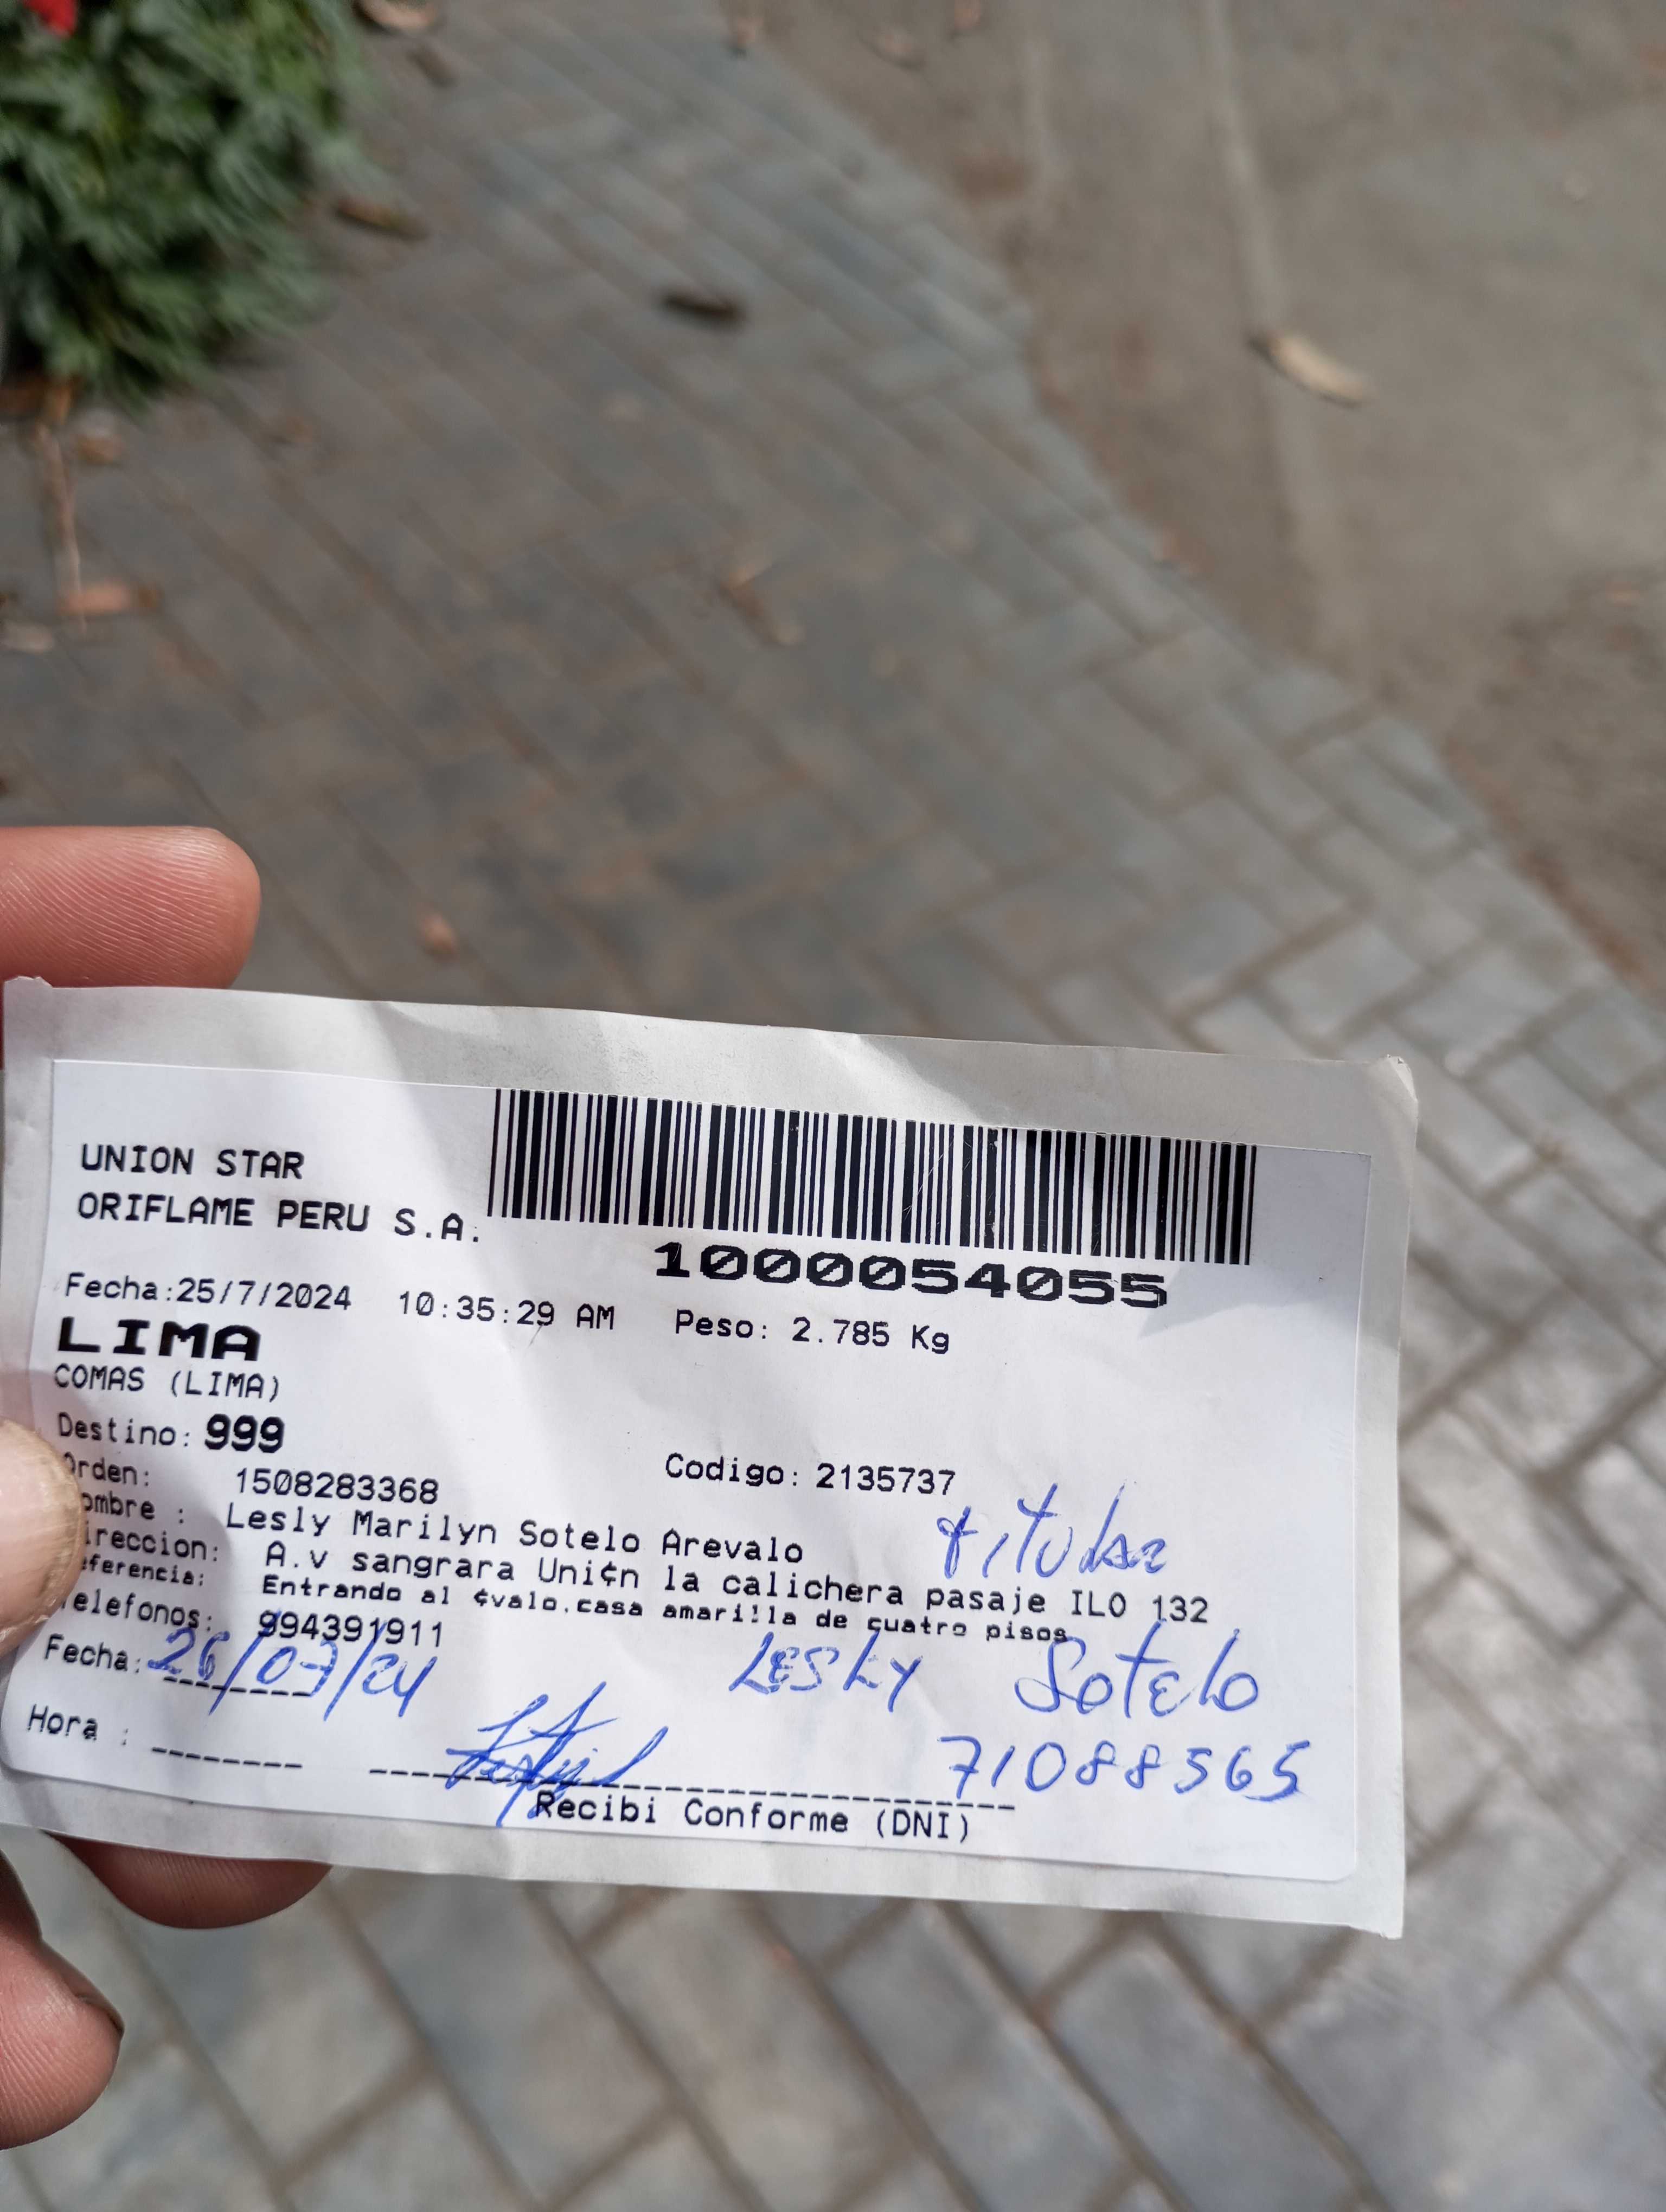 UNION STAR
ORIFLAME PERU S.A.
1000054055
Fecha:25/7/2024 10:35:29 AM Peso: 2.785 Kg
LIMA
COMAS (LIMA)
Destino: 999
Orden: 1508283368 Codigo: 2135737
ombre : Lesly Marilyn Sotelo Arevalo titular
ireccion: A.v sangrara Uni¢n la calichera pasaje ILO 132
eferencia: Entrando al ¢valo.casa amarilla de cuatro pisos
Telefonos: 994391911
Fecha: 26/07/24 LESLY Sotelo
Hora : 71088565
Recibi Conforme (DNI)